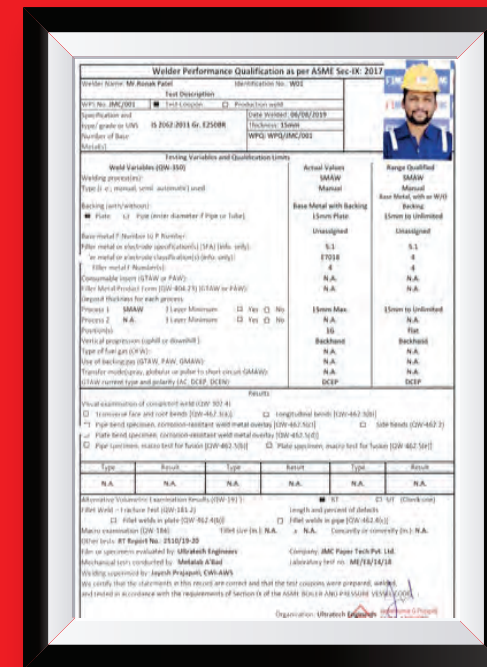 Welder Performance Qualification as per ASME Sec-IX: 2017
Welder Name: Mr.Ronak Patel Identification No.: W01
Test Description
WPS No. JMC/001 Test Coupon Production weld
Specification and Date Welded: 08/08/2019
type/ grade or UNS IS 2062:2011 Gr. E250BR Thickness: 15mm
Number of Base WPQ: WPQ/JMC/001
Metal(s)
Testing Variables and Qualification Limits
Weld Variables (QW-350) Actual Values Range Qualified
Welding process(es): SMAW SMAW
Type (i.e.; manual, semi automatic) used Manual Manual
Base Metal, with or W/O
Backing (with/without): Base Metal with Backing Backing
Plate Pipe (enter diameter if Pipe or Tube) 15mm Plate 15mm to Unlimited
Base metal P Number to P Number: Unassigned Unassigned
Filler metal or electrode specification(s) (SFA) (info. only): 5.1 5.1
or metal or electrode classification(s) (info. only): E7018 4
Filler metal F Number(s): 4 4
Consumable insert (GTAW or PAW): N.A. N.A.
Filler Metal Product Form (QW-404.23) (GTAW or PAW): N.A. N.A.
Deposit thickness for each process
Process 1 SMAW 3 Layer Minimum Yes No 15mm Max. 15mm to Unlimited
Process 2 N.A. 3 Layer Minimum Yes No N.A. N.A.
Position(s) 1G Flat
Vertical progression (uphill or downhill): Backhand Backhand
Type of fuel gas (OFW): N.A. N.A.
Use of backing gas (GTAW, PAW, GMAW): N.A. N.A.
Transfer mode(spray, globular or pulse to short circuit GMAW): N.A. N.A.
GTAW current type and polarity (AC, DCEP, DCEN) DCEP DCEP
Results
Visual examination of completed weld (QW-302.4)
Transverse face and root bends [QW-462.3(a)] Longitudinal bends [QW-462.3(b)]
Pipe bend specimen, corrosion-resistant weld metal overlay [QW-462.5(c)] Side bends (QW-462.2)
Plate bend specimen, corrosion-resistant weld metal overlay [QW-462.5(d)]
Pipe specimen, macro test for fusion [QW-462.5(b)] Plate specimen, macro test for fusion [QW-462.5(e)]
Type Result Type Result Type Result
N.A. N.A. N.A. N.A. N.A. N.A.
Alternative Volumetric Examination Results (QW-191): RT UT (Check one)
Fillet Weld – Fracture Test (QW-181.2) Length and percent of defects
Fillet welds in plate [QW-462.4(b)] Fillet welds in pipe [QW-462.4(c)]
Macro examination (QW-184) Fillet size (in.): N.A. x N.A. Concavity or convexity (in.): N.A.
Other tests: RT Report No.: 2510/19-20
Film or specimens evaluated by: Ultratech Engineers Company: JMC Paper Tech Pvt. Ltd.
Mechanical tests conducted by: Metalab A'Bad Laboratory test no.: ME/EB/14/18
Welding supervised by: Jayesh Prajapati, CWI-AWS
We certify that the statements in this record are correct and that the test coupons were prepared, welded,
and tested in accordance with the requirements of Section IX of the ASME BOILER AND PRESSURE VESSEL CODE.
Organization: Ultratech Engineers